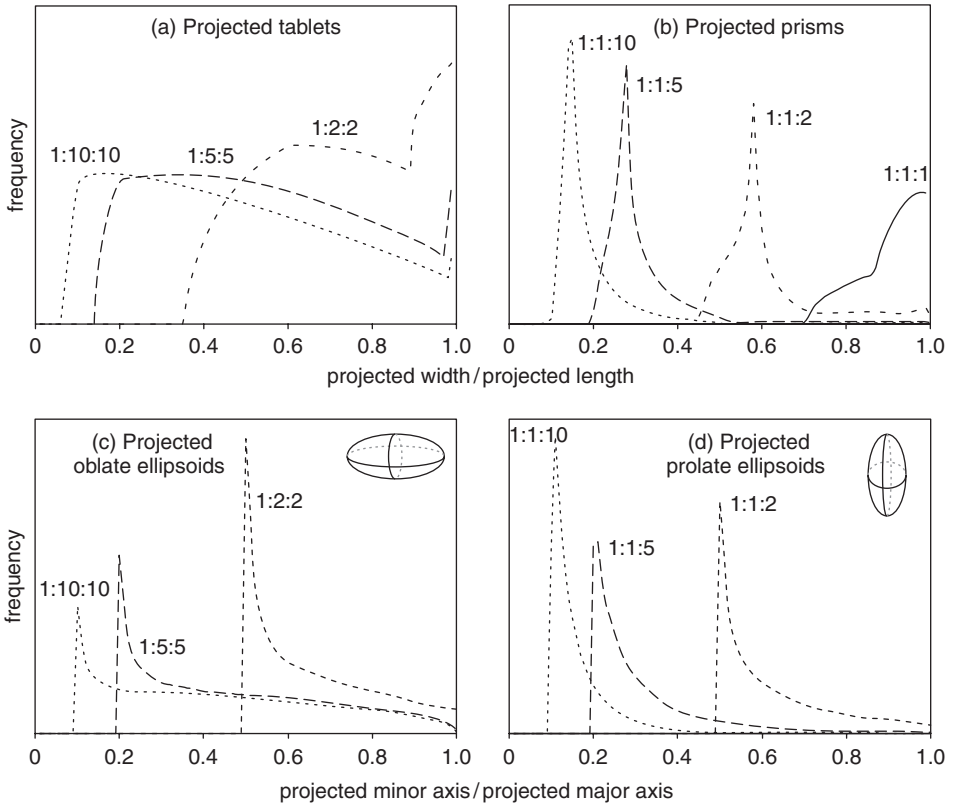 (a) Projected tablets
1:10:10
1:5:5
1:2:2
frequency
0 0.2 0.4 0.6 0.8 1.0
(b) Projected prisms
1:1:10
1:1:5
1:1:2
1:1:1
0 0.2 0.4 0.6 0.8 1.0
projected width/projected length
(c) Projected
oblate ellipsoids
1:2:2
1:10:10
1:5:5
frequency
0 0.2 0.4 0.6 0.8 1.0
(d) Projected
prolate ellipsoids
1:1:10
1:1:5
1:1:2
0 0.2 0.4 0.6 0.8 1.0
projected minor axis/projected major axis